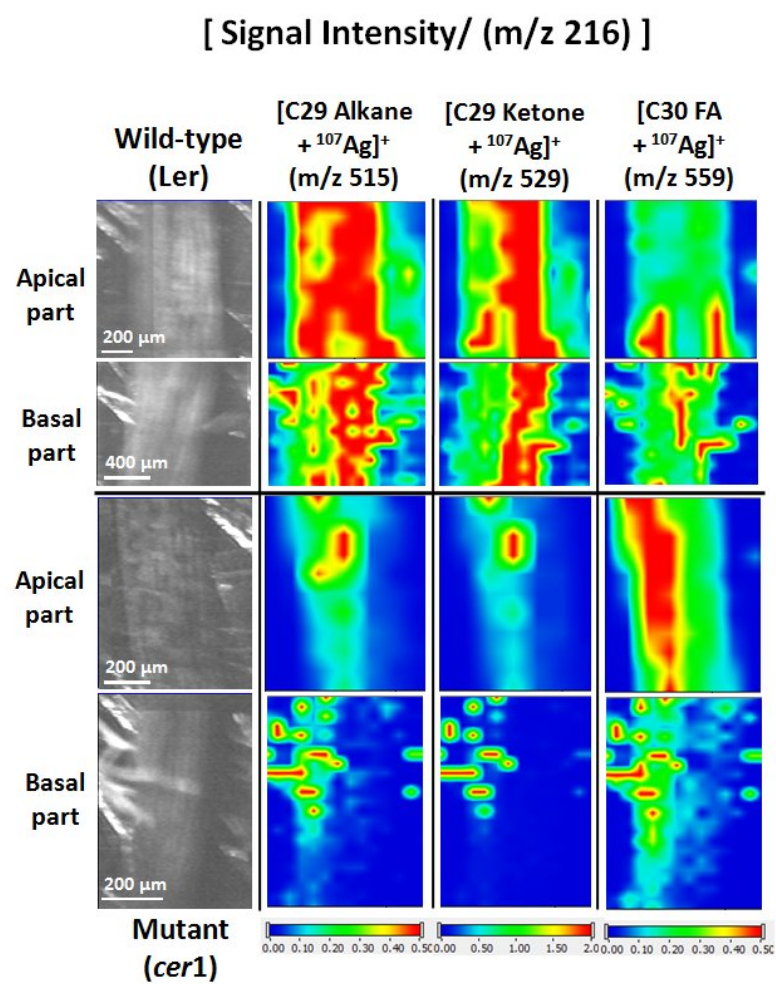 [ Signal Intensity/ (m/z 216) ]
Wild-type
(Ler)
[C29 Alkane
+ ¹⁰⁷Ag]⁺
(m/z 515)
[C29 Ketone
+ ¹⁰⁷Ag]⁺
(m/z 529)
[C30 FA
+ ¹⁰⁷Ag]⁺
(m/z 559)
Apical
part
200 µm
Basal
part
400 µm
Apical
part
200 µm
Basal
part
200 µm
Mutant
(cer1)
0.00 0.10 0.20 0.30 0.40 0.50
0.00 0.50 1.00 1.50 2.0
0.00 0.10 0.20 0.30 0.40 0.50